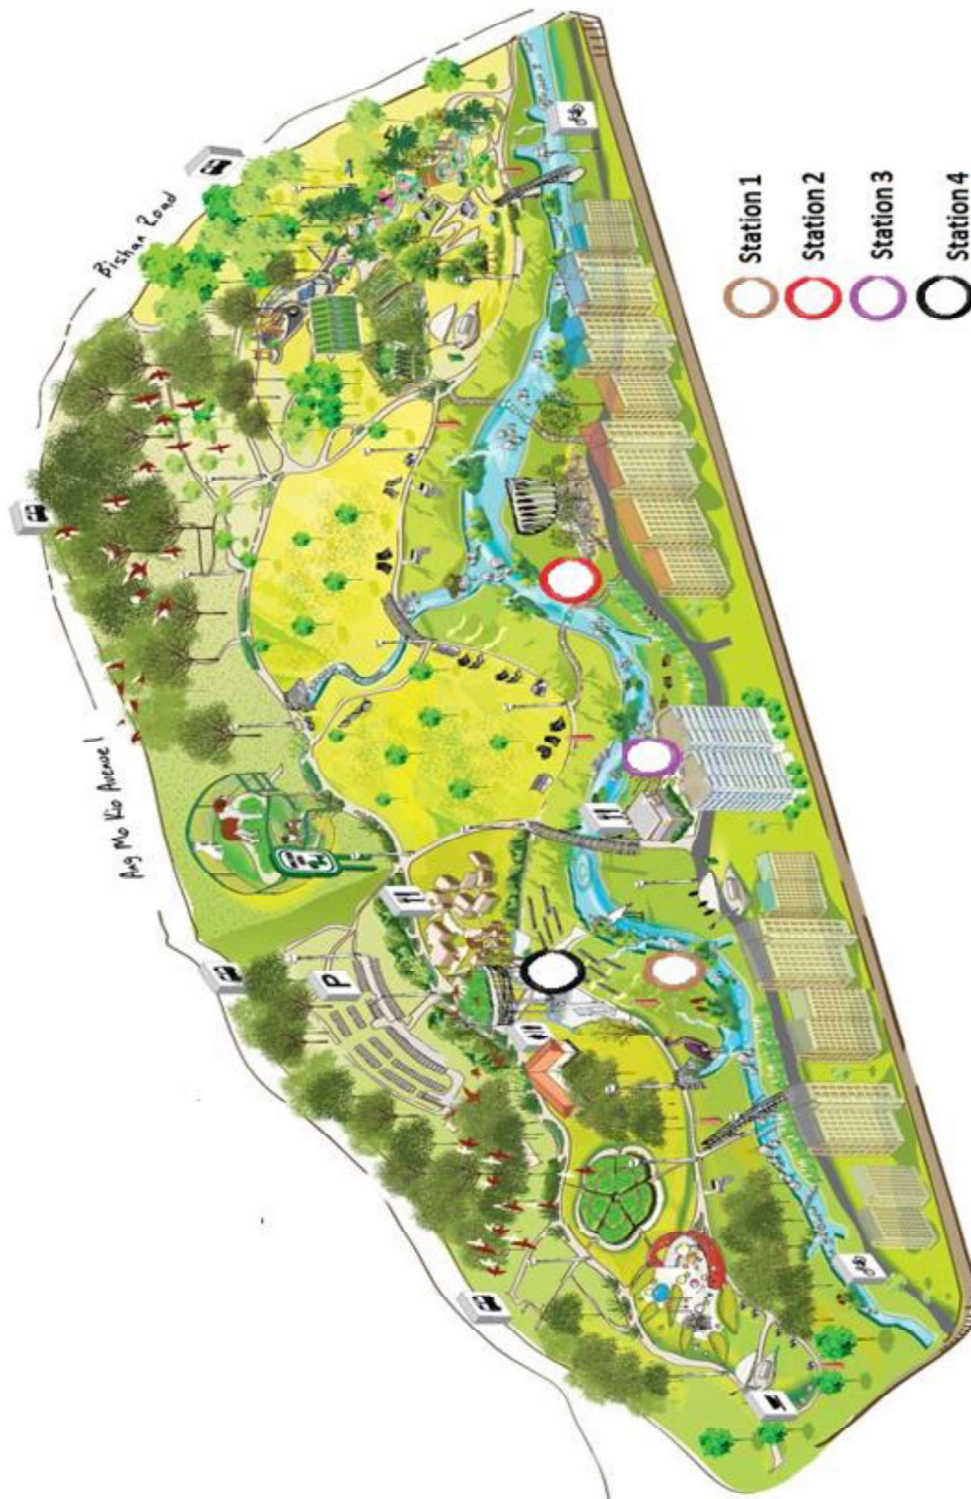 Bishan Road
Ang Mo Kio Avenue 1
P
Station 1
Station 2
Station 3
Station 4